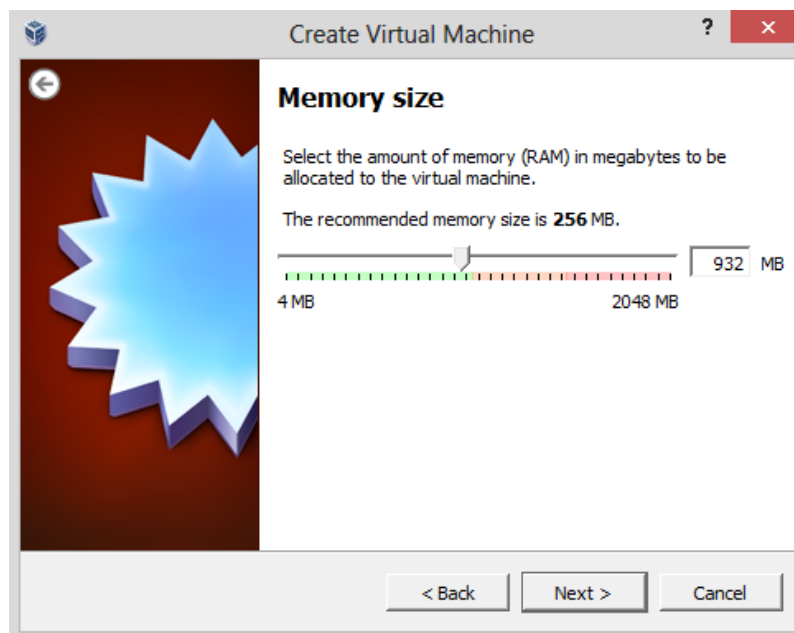 Create Virtual Machine ? ×
Memory size
Select the amount of memory (RAM) in megabytes to be
allocated to the virtual machine.
The recommended memory size is 256 MB.
932 MB
4 MB 2048 MB
< Back Next > Cancel